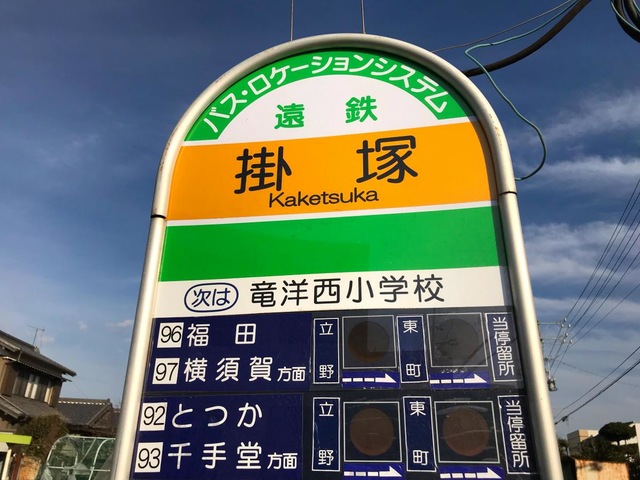 バス・ロケーションシステム
遠鉄
掛塚
Kaketsuka
次は 竜洋西小学校
96 福田
97 横須賀方面
立野 東町 当停留所
92 とつか
93 千手堂方面
立野 東町 当停留所